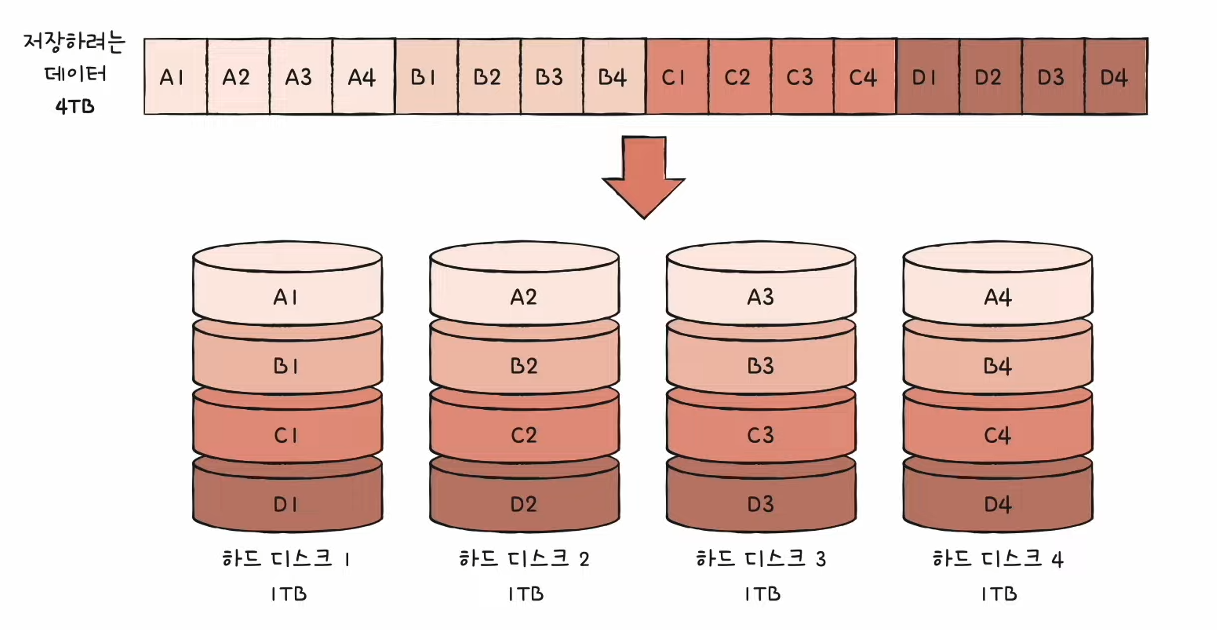 저장하려는
데이터
4TB
A1 A2 A3 A4 B1 B2 B3 B4 C1 C2 C3 C4 D1 D2 D3 D4
A1 A2 A3 A4
B1 B2 B3 B4
C1 C2 C3 C4
D1 D2 D3 D4
하드 디스크 1 하드 디스크 2 하드 디스크 3 하드 디스크 4
1TB 1TB 1TB 1TB